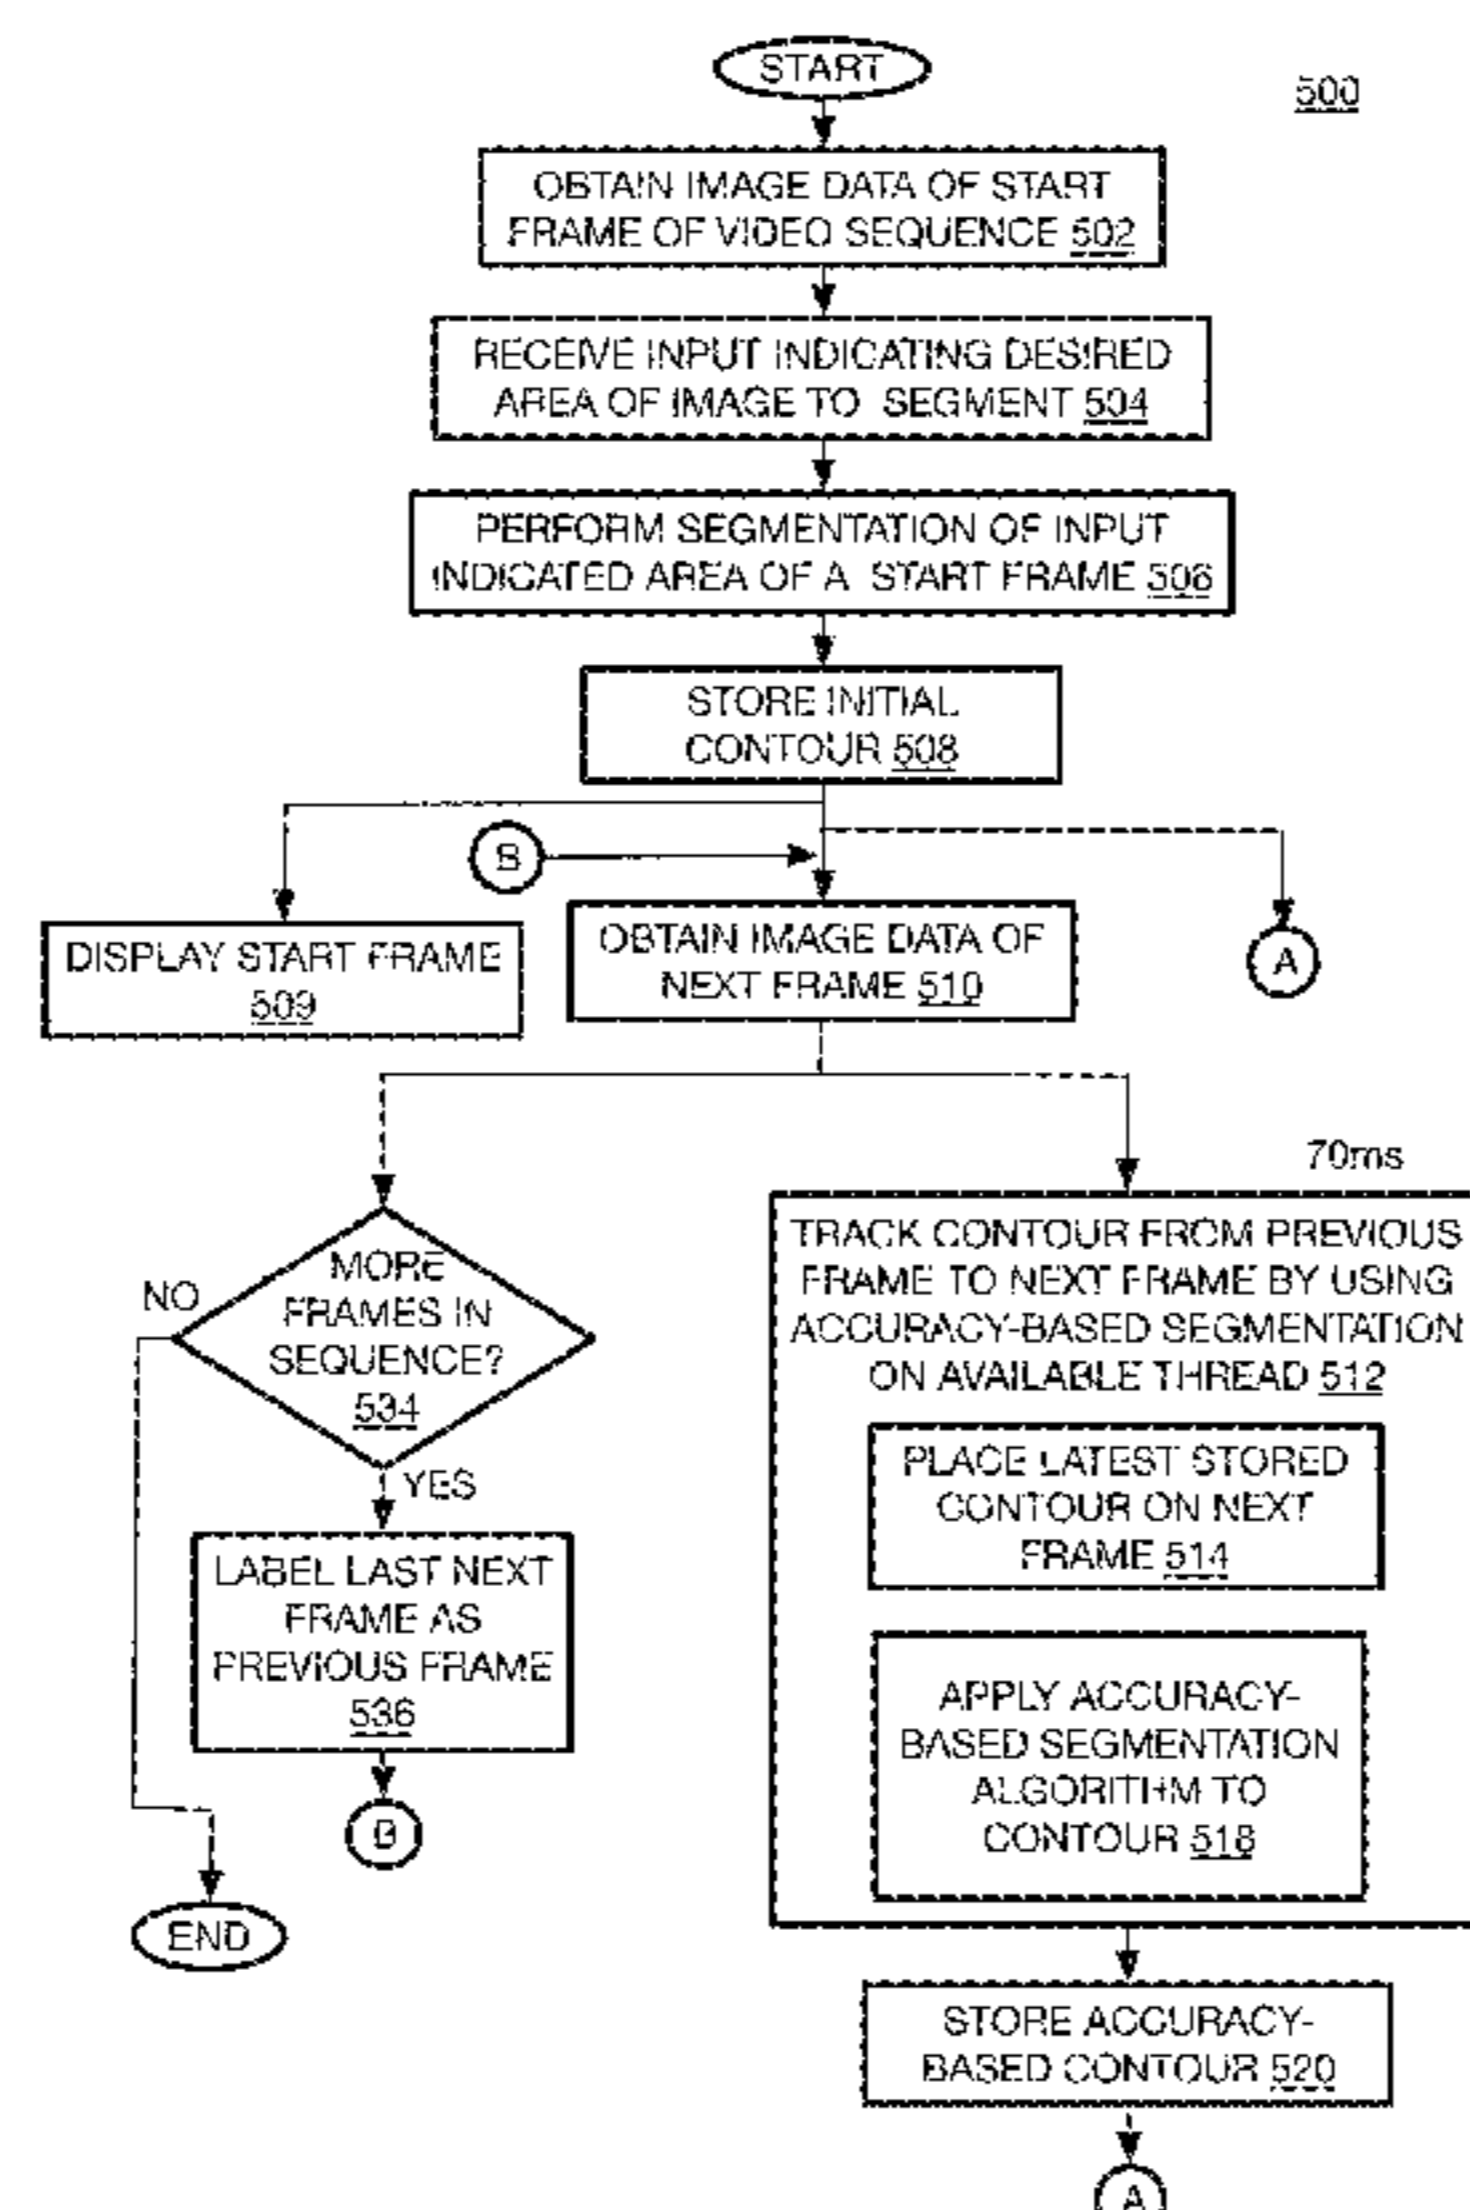 START
500
OBTAIN IMAGE DATA OF START
FRAME OF VIDEO SEQUENCE 502
RECEIVE INPUT INDICATING DESIRED
AREA OF IMAGE TO SEGMENT 504
PERFORM SEGMENTATION OF INPUT
INDICATED AREA OF A START FRAME 506
STORE INITIAL
CONTOUR 508
B
DISPLAY START FRAME
509
OBTAIN IMAGE DATA OF
NEXT FRAME 510
A
70ms
MORE
FRAMES IN
SEQUENCE?
534
NO
YES
LABEL LAST NEXT
FRAME AS
PREVIOUS FRAME
536
B
END
TRACK CONTOUR FROM PREVIOUS
FRAME TO NEXT FRAME BY USING
ACCURACY-BASED SEGMENTATION
ON AVAILABLE THREAD 512
PLACE LATEST STORED
CONTOUR ON NEXT
FRAME 514
APPLY ACCURACY-
BASED SEGMENTATION
ALGORITHM TO
CONTOUR 518
STORE ACCURACY-
BASED CONTOUR 520
A